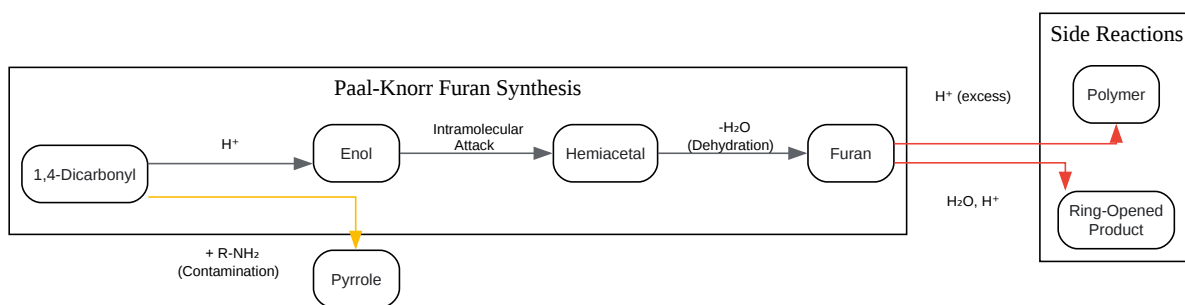 Side Reactions
Paal-Knorr Furan Synthesis
H⁺ (excess)
Polymer
H⁺
Intramolecular
Attack
-H₂O
(Dehydration)
1,4-Dicarbonyl
Enol
Hemiacetal
Furan
H₂O, H⁺
Ring-Opened
Product
+ R-NH₂
(Contamination)
Pyrrole